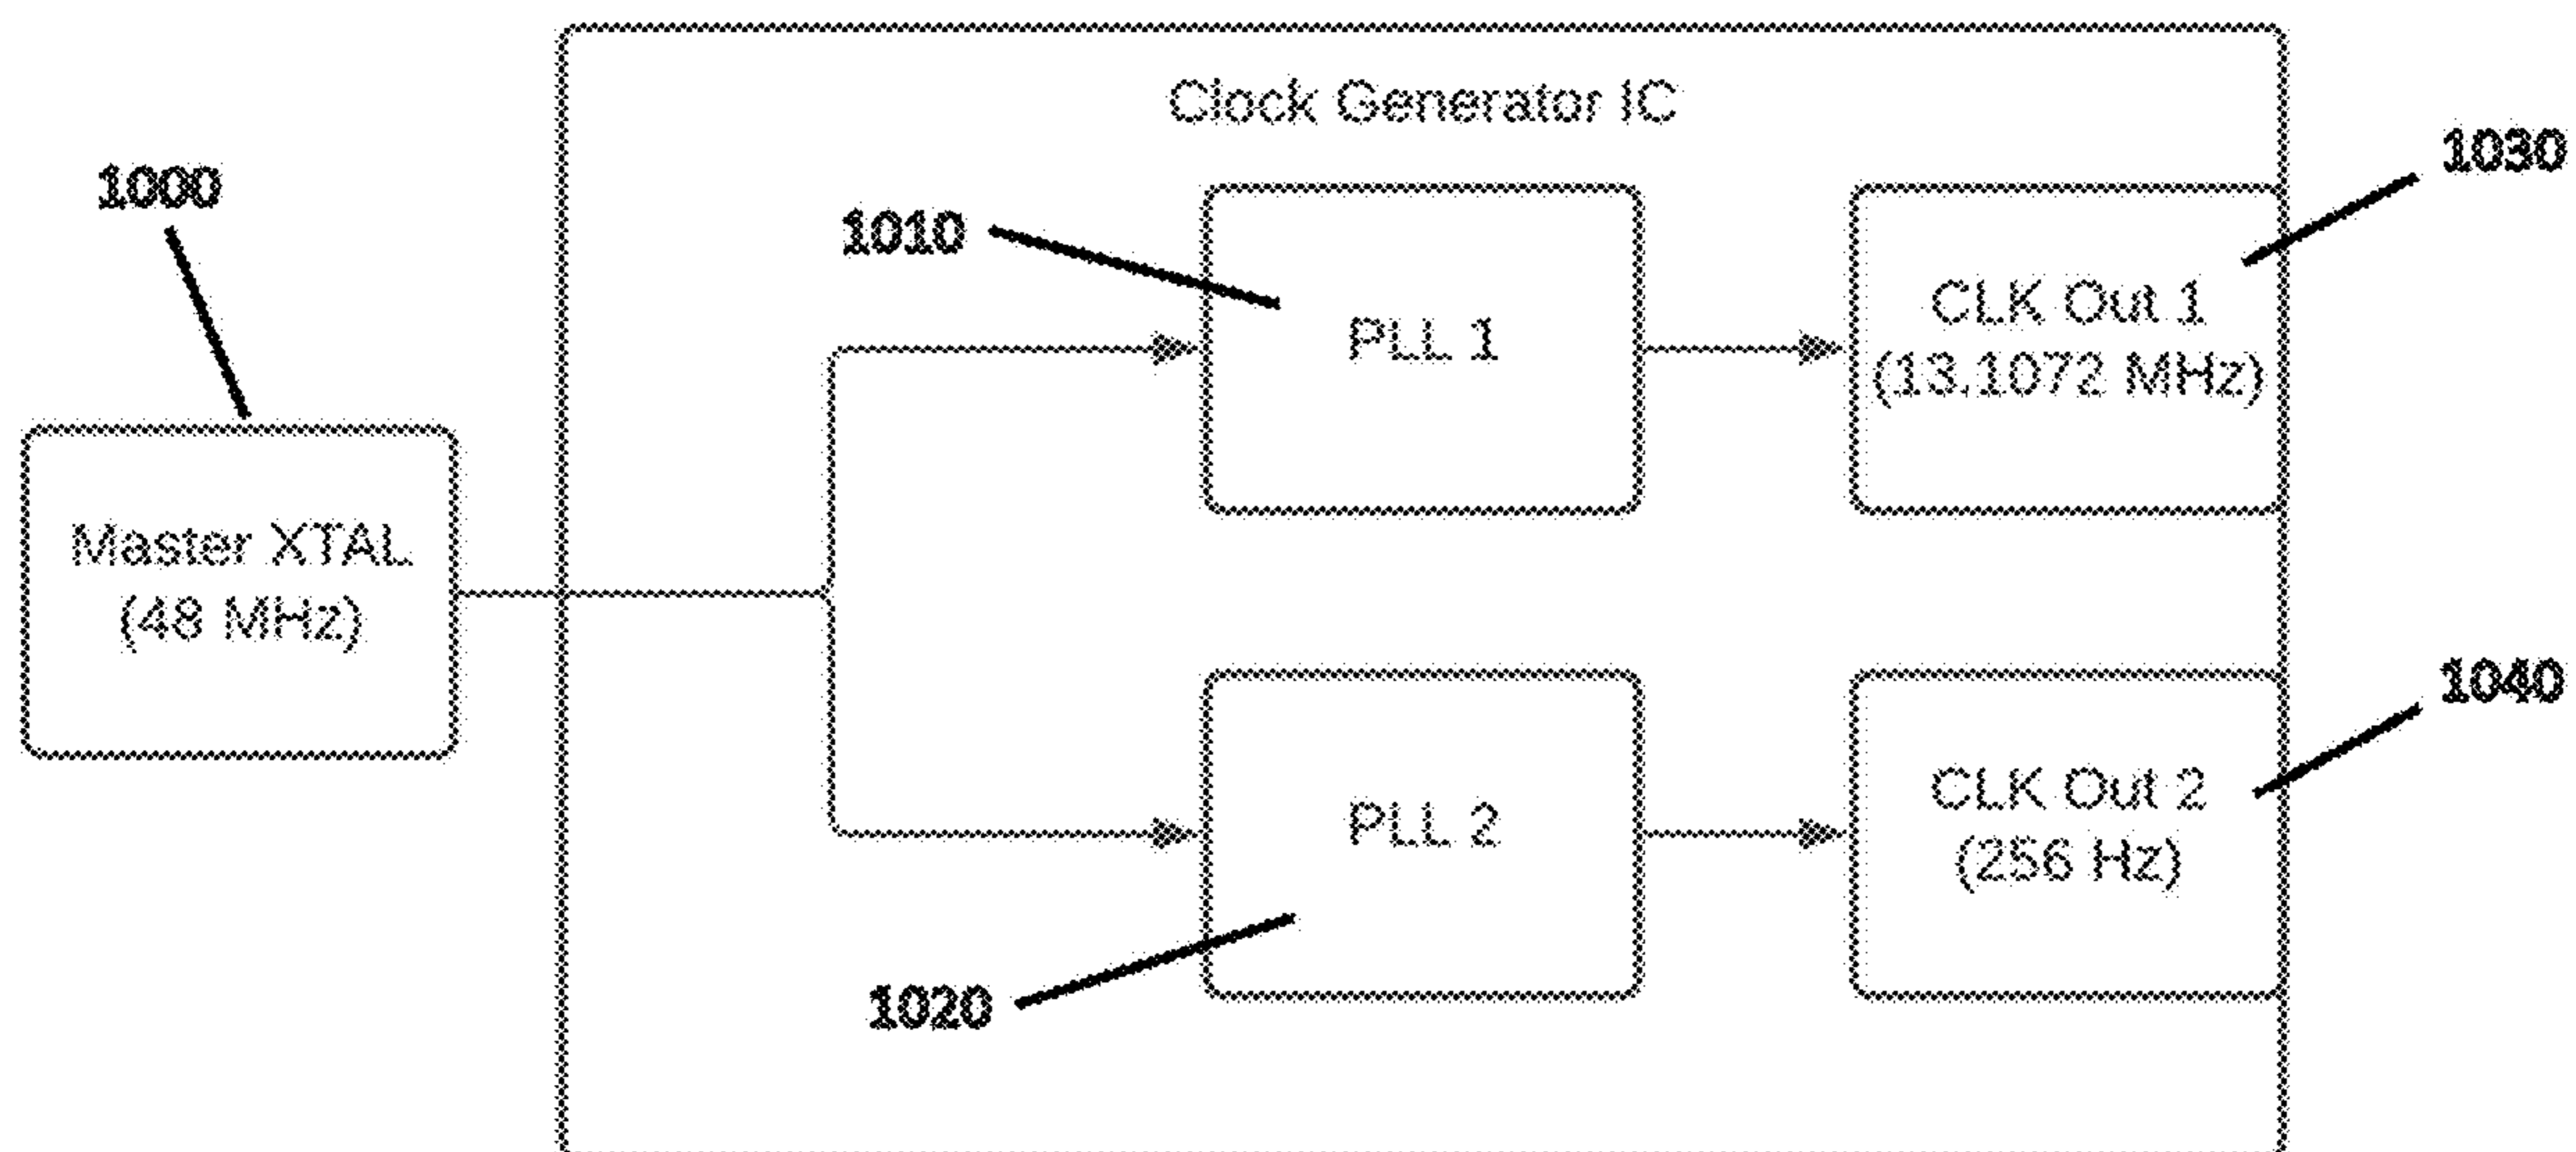 Clock Generator IC
1000
1010
1030
PLL 1
CLK Out 1
(13.1072 MHz)
Master XTAL
(48 MHz)
1040
PLL 2
CLK Out 2
(256 Hz)
1020